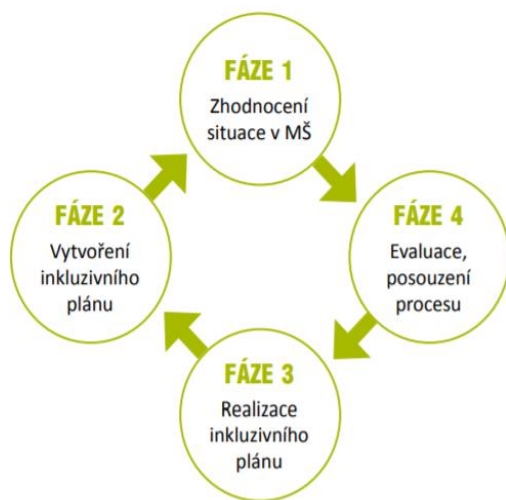 FÁZE 1
Zhodnocení
situace v MŠ
FÁZE 2
Vytvoření
inkluzivního
plánu
FÁZE 4
Evaluace,
posouzení
procesu
FÁZE 3
Realizace
inkluzivního
plánu